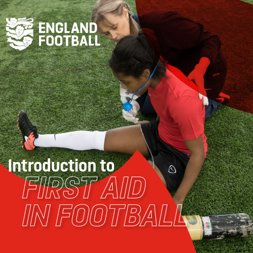 ENGLAND
FOOTBALL
Introduction to
FIRST AID
IN FOOTBALL